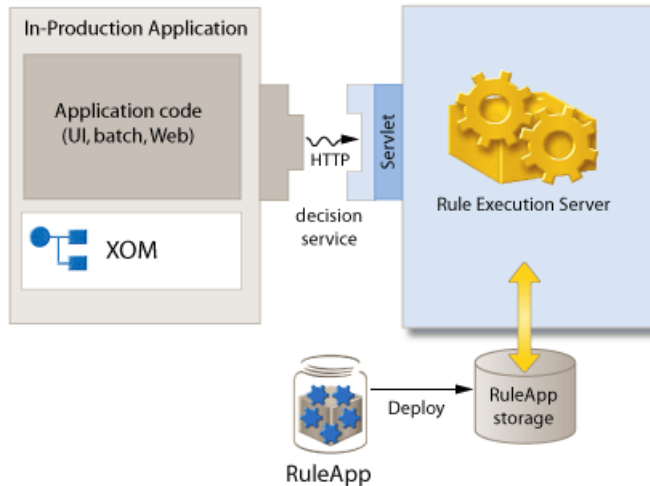 In-Production Application
Application code
(UI, batch, Web)
XOM
HTTP
decision
service
Servlet
Rule Execution Server
RuleApp
Deploy
RuleApp
storage